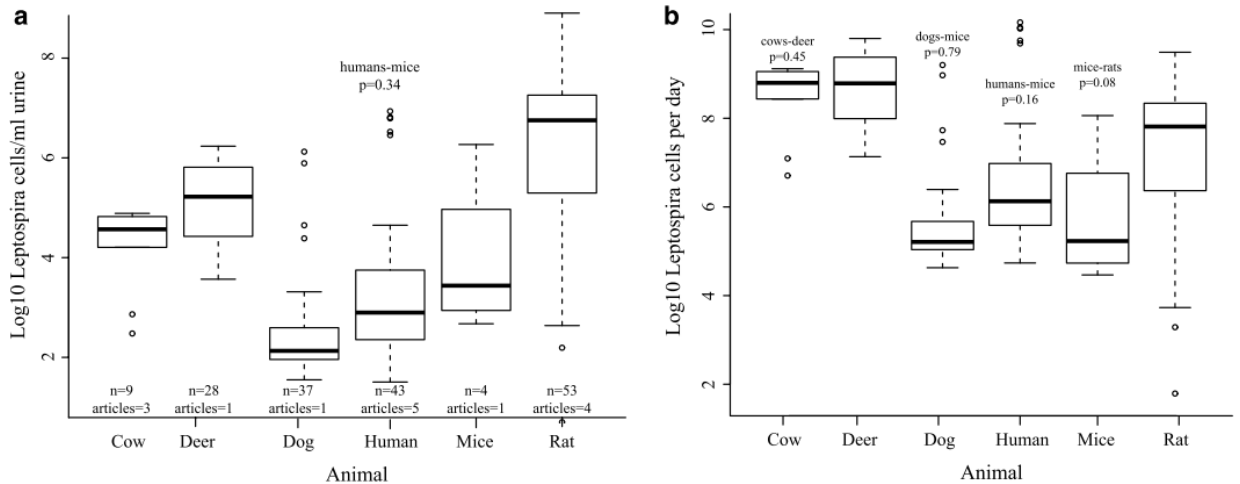 a
Log10 Leptospira cells/ml urine
8
6
4
2
humans-mice
p=0.34
n=9 n=28 n=37 n=43 n=4 n=53
articles=3 articles=1 articles=1 articles=5 articles=1 articles=4
Cow Deer Dog Human Mice Rat
Animal
b
Log10 Leptospira cells per day
10
8
6
4
2
cows-deer
p=0.45
dogs-mice
p=0.79
humans-mice
p=0.16
mice-rats
p=0.08
Cow Deer Dog Human Mice Rat
Animal